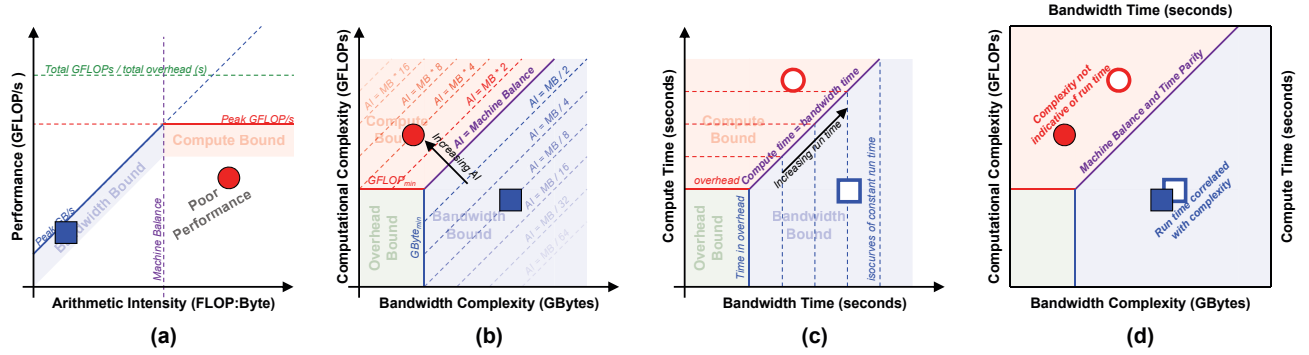 Performance (GFLOP/s)
Total GFLOPs / total overhead (s)
Peak GFLOP/s
Compute Bound
Peak GB/s
Bandwidth Bound
Machine Balance
Poor
Performance
Arithmetic Intensity (FLOP:Byte)
(a)
Computational Complexity (GFLOPs)
AI = MB * 16
AI = MB * 8
AI = MB * 4
AI = MB * 2
AI = Machine Balance
AI = MB / 2
AI = MB / 4
AI = MB / 8
AI = MB / 16
AI = MB / 32
AI = MB / 64
Compute
Bound
Increasing AI
GFLOPmin
GBytemin
Overhead
Bound
Bandwidth
Bound
Bandwidth Complexity (GBytes)
(b)
Compute Time (seconds)
Compute
Bound
Compute time = bandwidth time
Increasing run time
overhead
Time in overhead
Overhead
Bound
Bandwidth
Bound
isocurves of constant run time
Bandwidth Time (seconds)
(c)
Bandwidth Time (seconds)
Computational Complexity (GFLOPs)
Complexity not
indicative of run time
Machine Balance and Time Parity
Run time correlated
with complexity
Compute Time (seconds)
Bandwidth Complexity (GBytes)
(d)